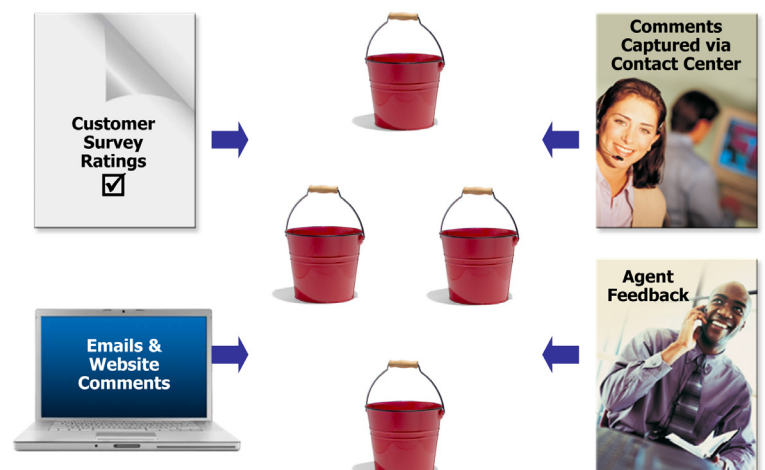 Customer
Survey
Ratings
Comments
Captured via
Contact Center
Emails &
Website
Comments
Agent
Feedback